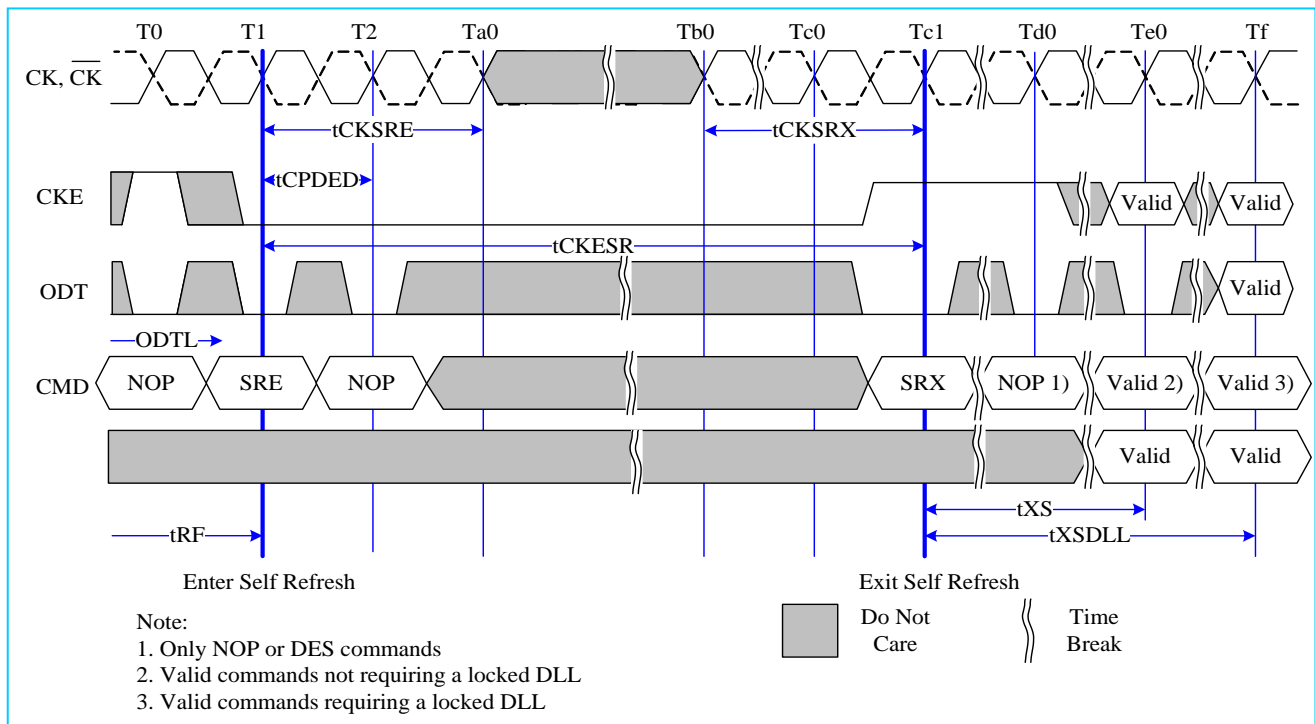 T0 T1 T2 Ta0 Tb0 Tc0 Tc1 Td0 Te0 Tf
CK, CK
tCKSRE tCKSRX
CKE tCPDED Valid Valid
tCKESR
ODT Valid
ODTL
CMD NOP SRE NOP SRX NOP 1) Valid 2) Valid 3)
Valid Valid
tXS
tRF tXSDLL
Enter Self Refresh Exit Self Refresh
Do Not Care
Time Break
Note:
1. Only NOP or DES commands
2. Valid commands not requiring a locked DLL
3. Valid commands requiring a locked DLL